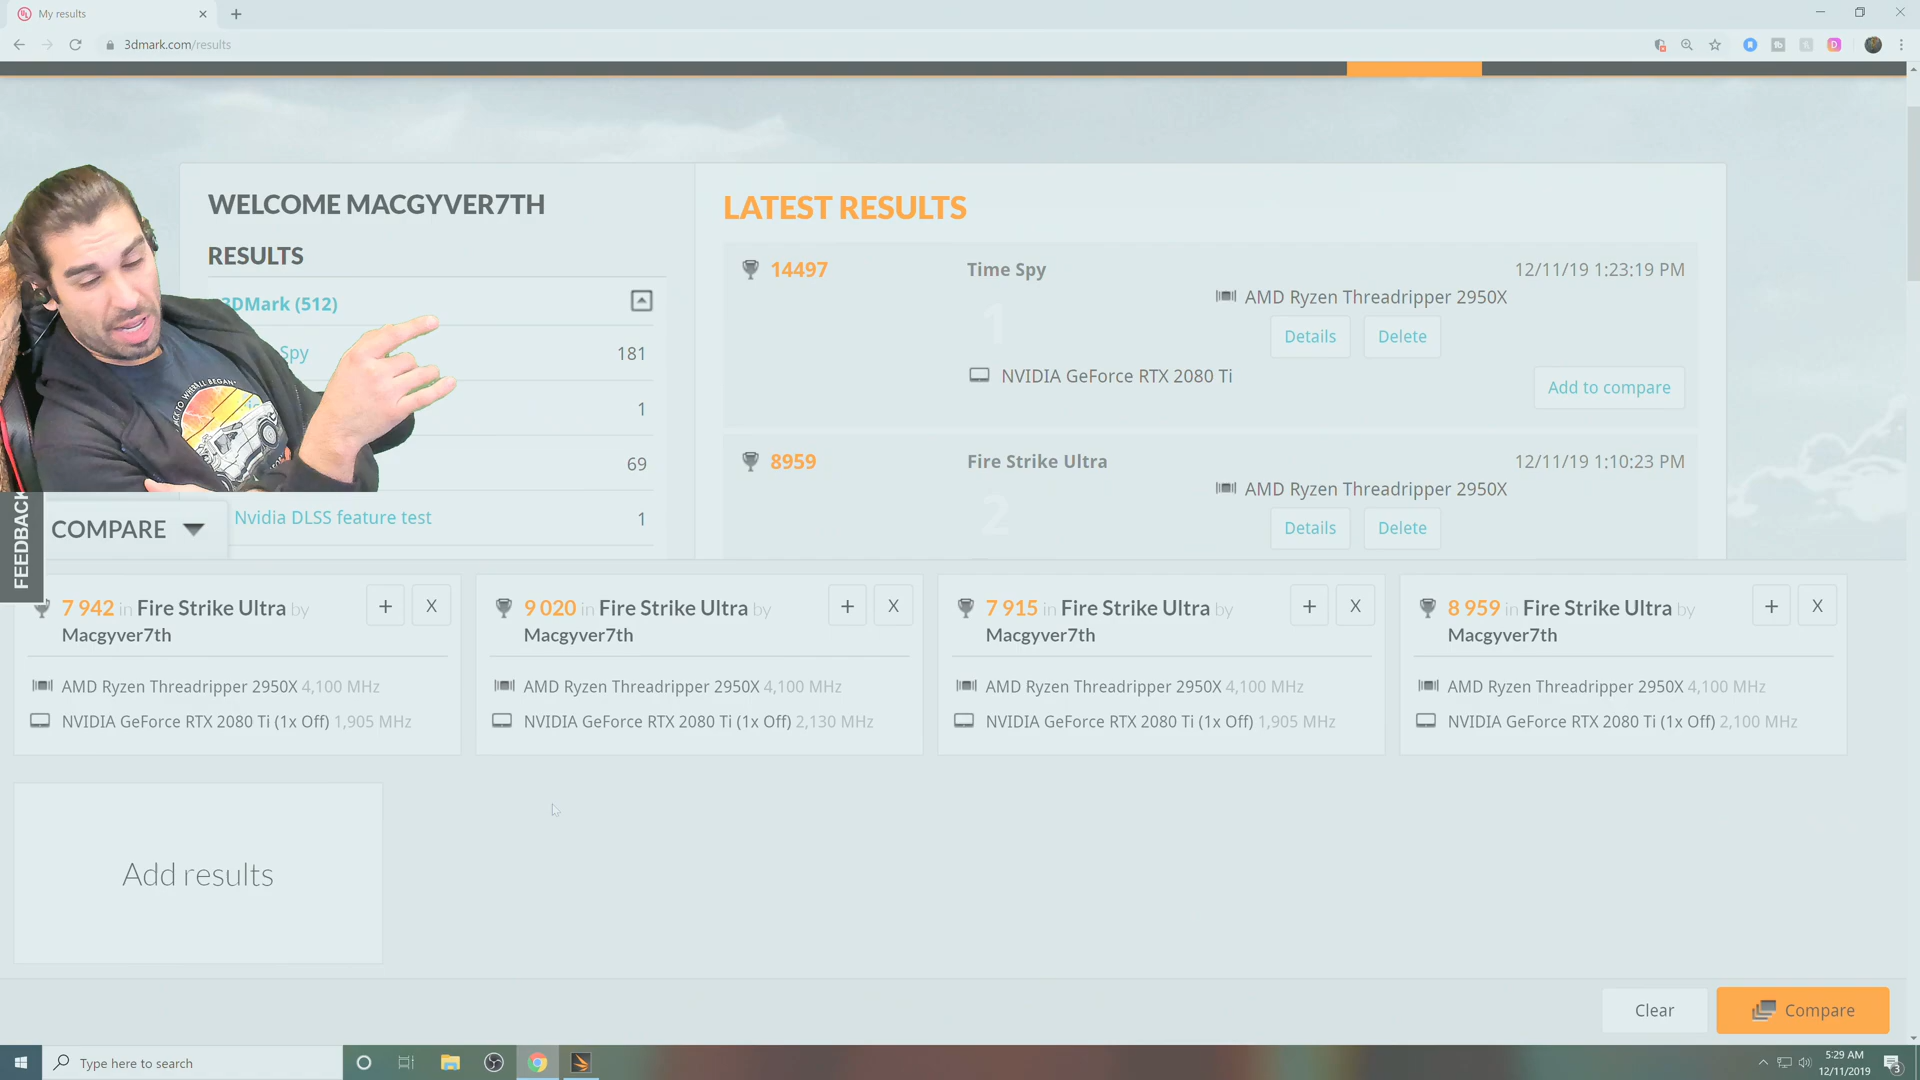 My results
3dmark.com/results
WELCOME MACGYVER7TH
RESULTS
3DMark (512)
Spy
181
1
69
Nvidia DLSS feature test
1
LATEST RESULTS
14497
Time Spy
12/11/19 1:23:19 PM
1
AMD Ryzen Threadripper 2950X
Details
Delete
NVIDIA GeForce RTX 2080 Ti
Add to compare
8959
Fire Strike Ultra
12/11/19 1:10:23 PM
2
AMD Ryzen Threadripper 2950X
Details
Delete
FEEDBACK
COMPARE
7 942 in Fire Strike Ultra by
Macgyver7th
+
X
AMD Ryzen Threadripper 2950X 4,100 MHz
NVIDIA GeForce RTX 2080 Ti (1x Off) 1,905 MHz
9 020 in Fire Strike Ultra by
Macgyver7th
+
X
AMD Ryzen Threadripper 2950X 4,100 MHz
NVIDIA GeForce RTX 2080 Ti (1x Off) 2,130 MHz
7 915 in Fire Strike Ultra by
Macgyver7th
+
X
AMD Ryzen Threadripper 2950X 4,100 MHz
NVIDIA GeForce RTX 2080 Ti (1x Off) 1,905 MHz
8 959 in Fire Strike Ultra by
Macgyver7th
+
X
AMD Ryzen Threadripper 2950X 4,100 MHz
NVIDIA GeForce RTX 2080 Ti (1x Off) 2,100 MHz
Add results
Clear
Compare
Type here to search
5:29 AM
12/11/2019
3